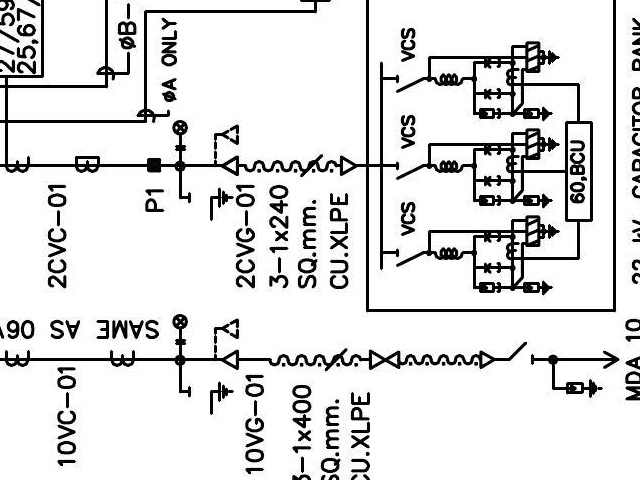 27/59
25,67/
øB-
øA ONLY
P1
2CVC-01
2CVG-01
3-1x240
SQ.mm.
CU.XLPE
VCS
VCS
VCS
60,BCU
22 kV CAPACITOR BANK
SAME AS 06V
10VC-01
10VG-01
3-1x400
SQ.mm.
CU.XLPE
MDA 10